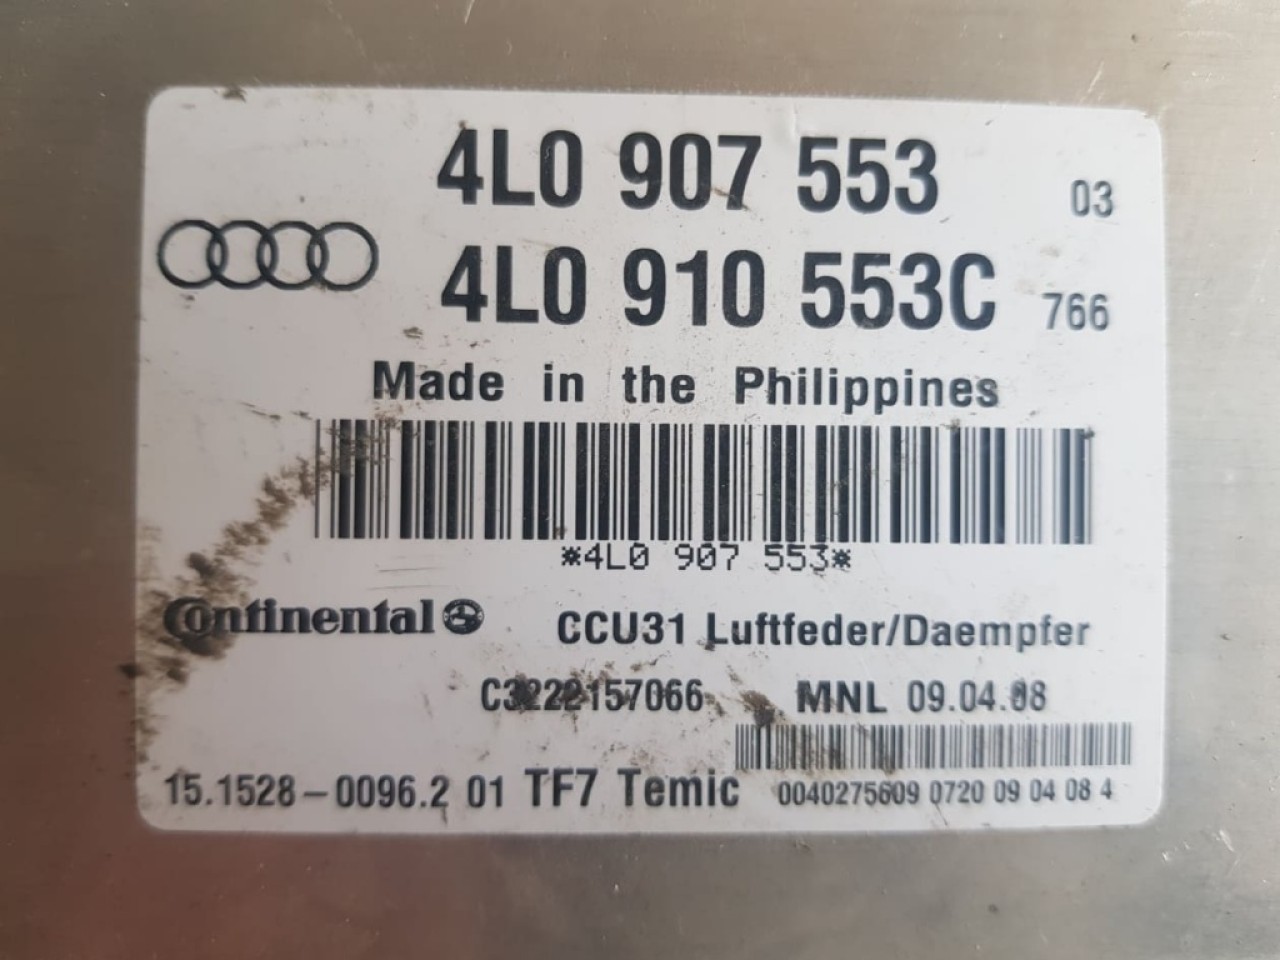 4L0 907 553 03
4L0 910 553C 766
Made in the Philippines
*4L0 907 553*
Continental CCU31 Luftfeder/Daempfer
C3222157066 MNL 09.04.08
15.1528-0096.2 01 TF7 Temic 0040275609 0720 09 04 08 4